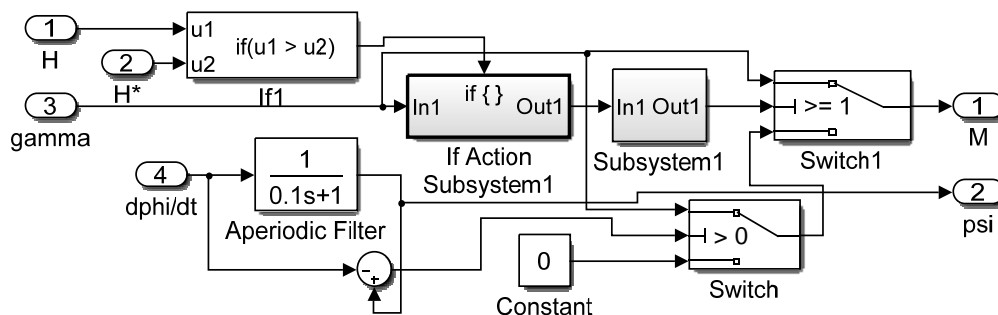 1
H
2
H*
3
gamma
u1
u2
if(u1 > u2)
If1
In1
if { }
Out1
If Action
Subsystem1
In1 Out1
Subsystem1
>= 1
Switch1
1
M
4
dphi/dt
1
0.1s+1
Aperiodic Filter
-
+
0
Constant
> 0
Switch
2
psi